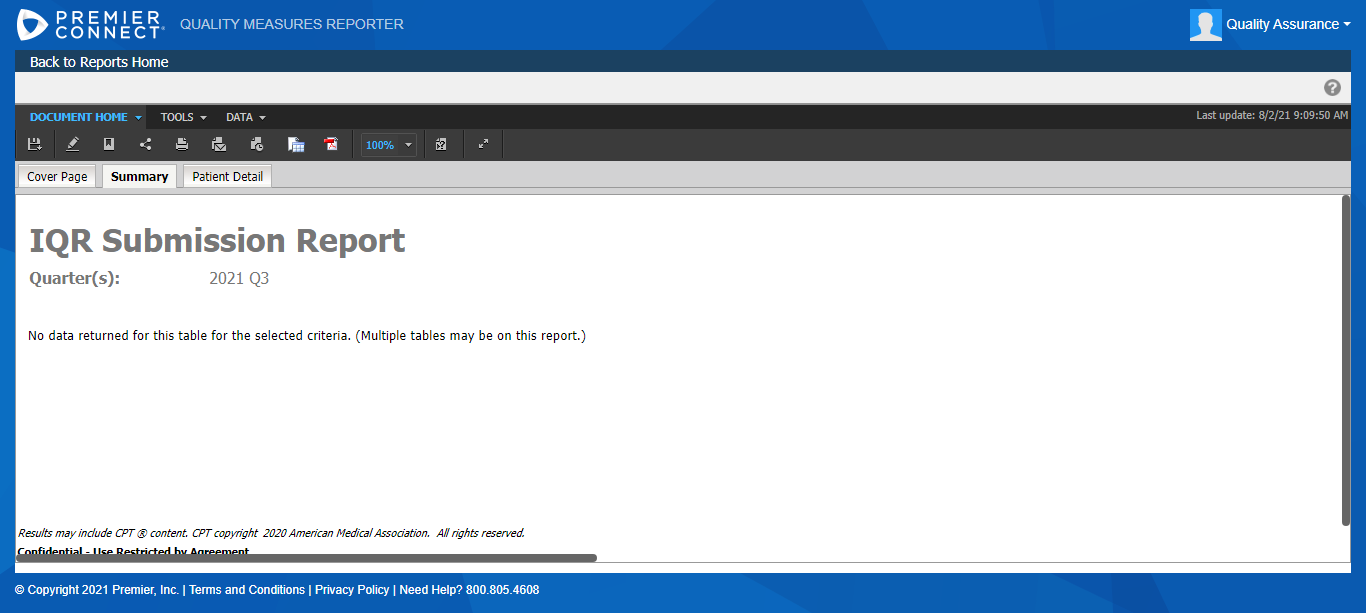 PREMIER
CONNECT
QUALITY MEASURES REPORTER
Quality Assurance
Back to Reports Home
DOCUMENT HOME TOOLS DATA
Last update: 8/2/21 9:09:50 AM
100%
Cover Page Summary Patient Detail
IQR Submission Report
Quarter(s): 2021 Q3
No data returned for this table for the selected criteria. (Multiple tables may be on this report.)
Results may include CPT ® content. CPT copyright 2020 American Medical Association. All rights reserved.
Confidential - Use Restricted by Agreement
© Copyright 2021 Premier, Inc. | Terms and Conditions | Privacy Policy | Need Help? 800.805.4608